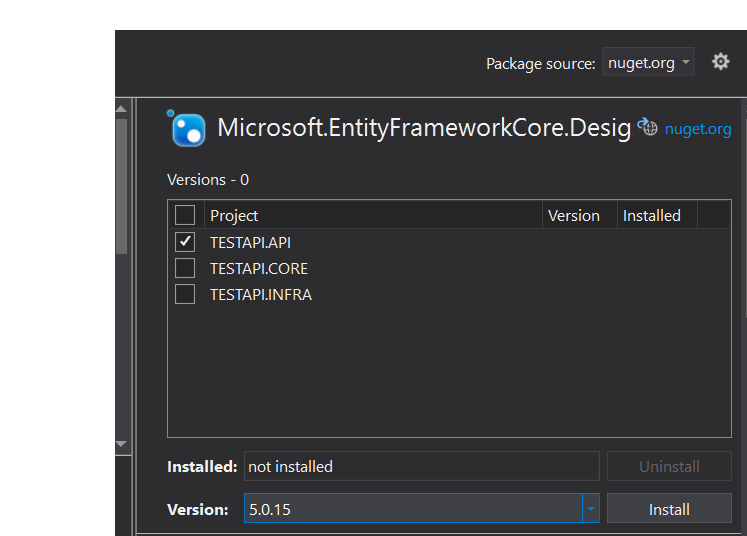 Package source: nuget.org
Microsoft.EntityFrameworkCore.Desig nuget.org
Versions - 0
Project Version Installed
TESTAPI.API
TESTAPI.CORE
TESTAPI.INFRA
Installed: not installed Uninstall
Version: 5.0.15 Install